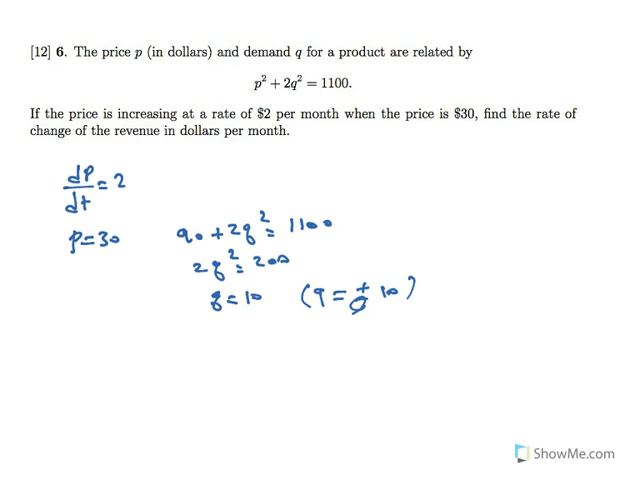 [12] 6. The price p (in dollars) and demand q for a product are related by
p² + 2q² = 1100.
If the price is increasing at a rate of $2 per month when the price is $30, find the rate of
change of the revenue in dollars per month.
dp/dt = 2
p = 30
90 + 2q² = 1100
2q² = 200
q = 10 (q = ± 10)
ShowMe.com